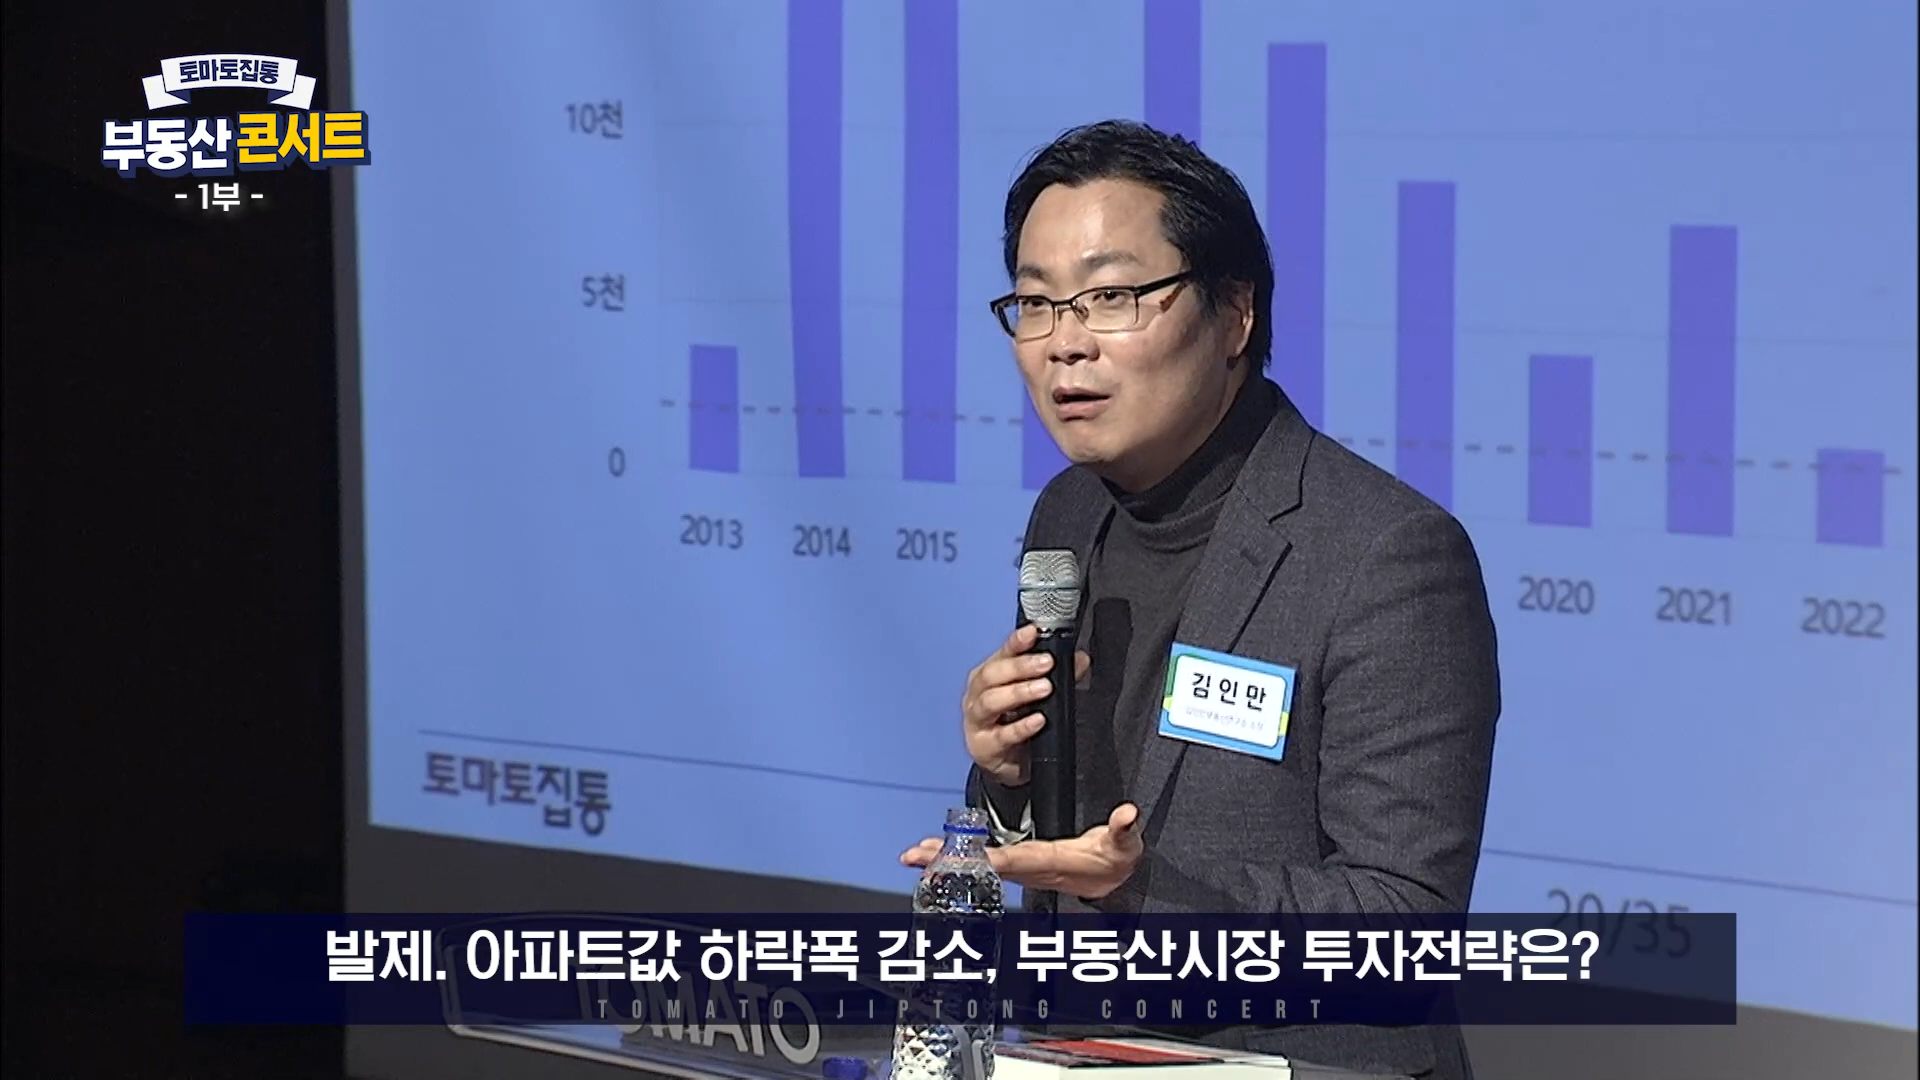 토마토집통
부동산 콘서트
- 1부 -
10천
5천
0
2013
2014
2015
2020
2021
2022
김인만
토마토집통
20/35
발제. 아파트값 하락폭 감소, 부동산시장 투자전략은?
TOMATO JIPTONG CONCERT
TOMATO